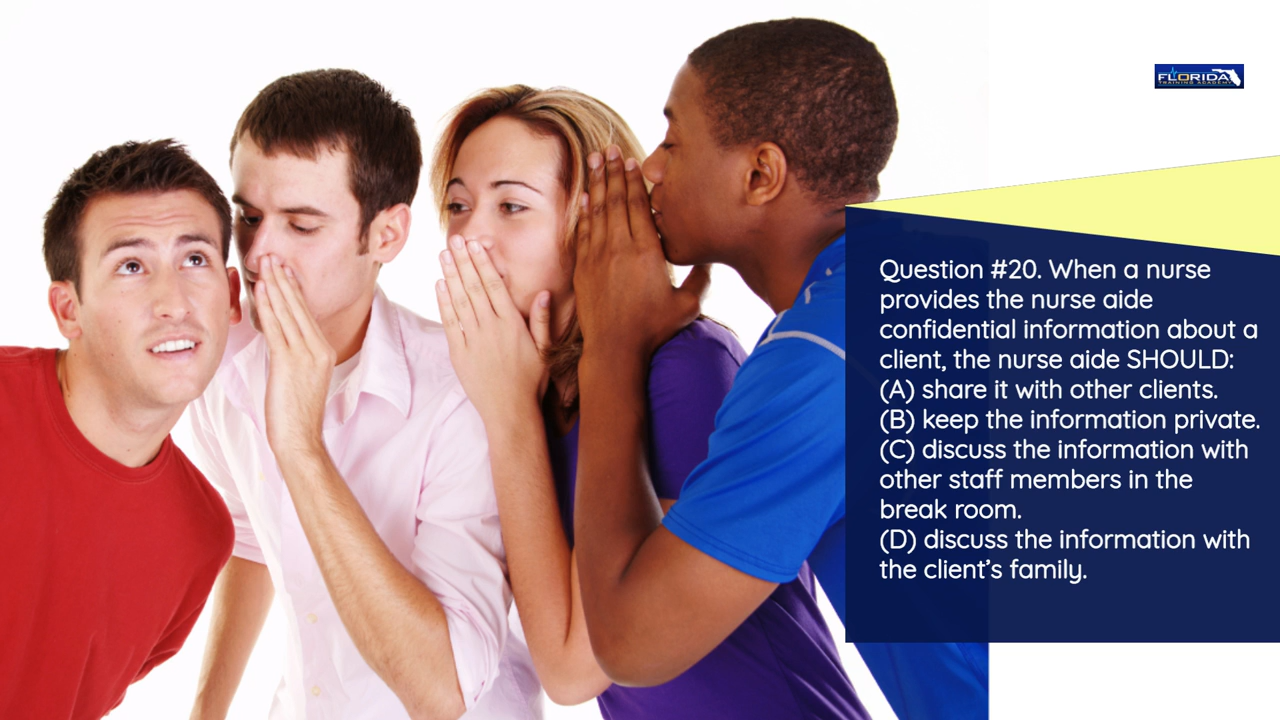 FLORIDA
TRAINING ACADEMY
Question #20. When a nurse
provides the nurse aide
confidential information about a
client, the nurse aide SHOULD:
(A) share it with other clients.
(B) keep the information private.
(C) discuss the information with
other staff members in the
break room.
(D) discuss the information with
the client’s family.